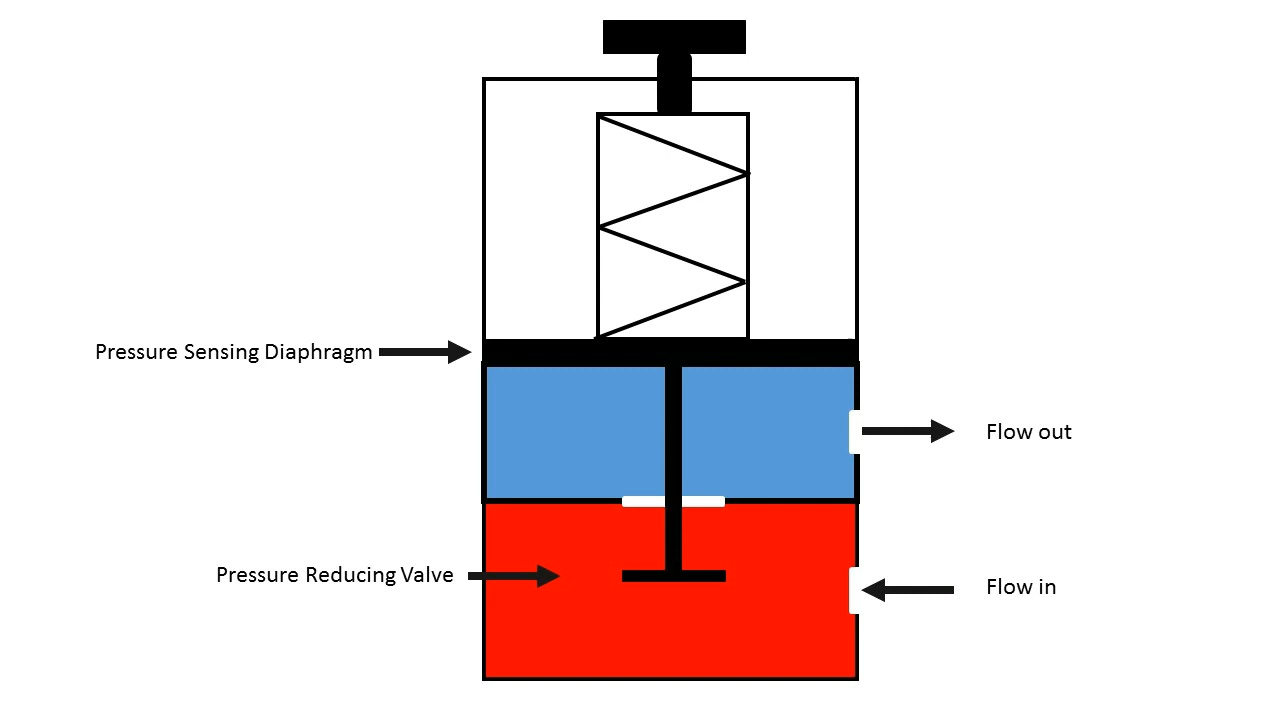 Pressure Sensing Diaphragm
Flow out
Pressure Reducing Valve
Flow in